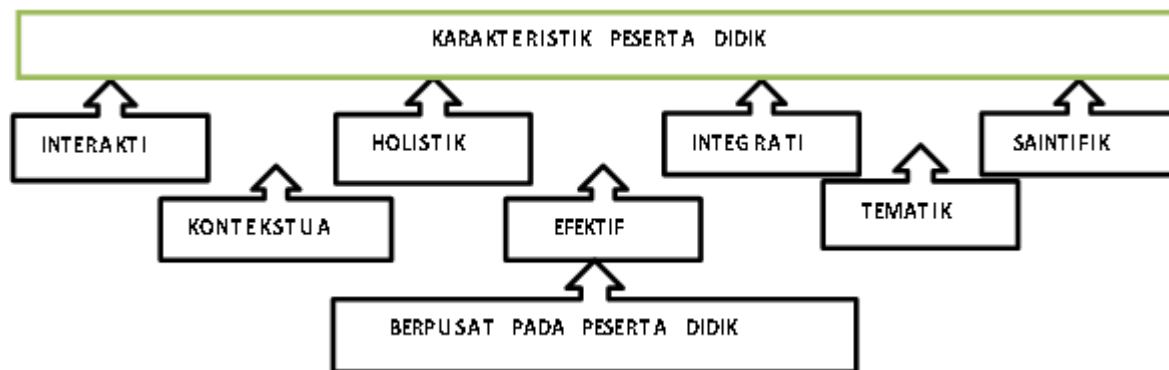 KARAKTERISTIK PESERTA DIDIK
INTERAKTI
HOLISTIK
INTEGRATI
SAINTIFIK
KONTEKSTUA
EFEKTIF
TEMATIK
BERPUSAT PADA PESERTA DIDIK